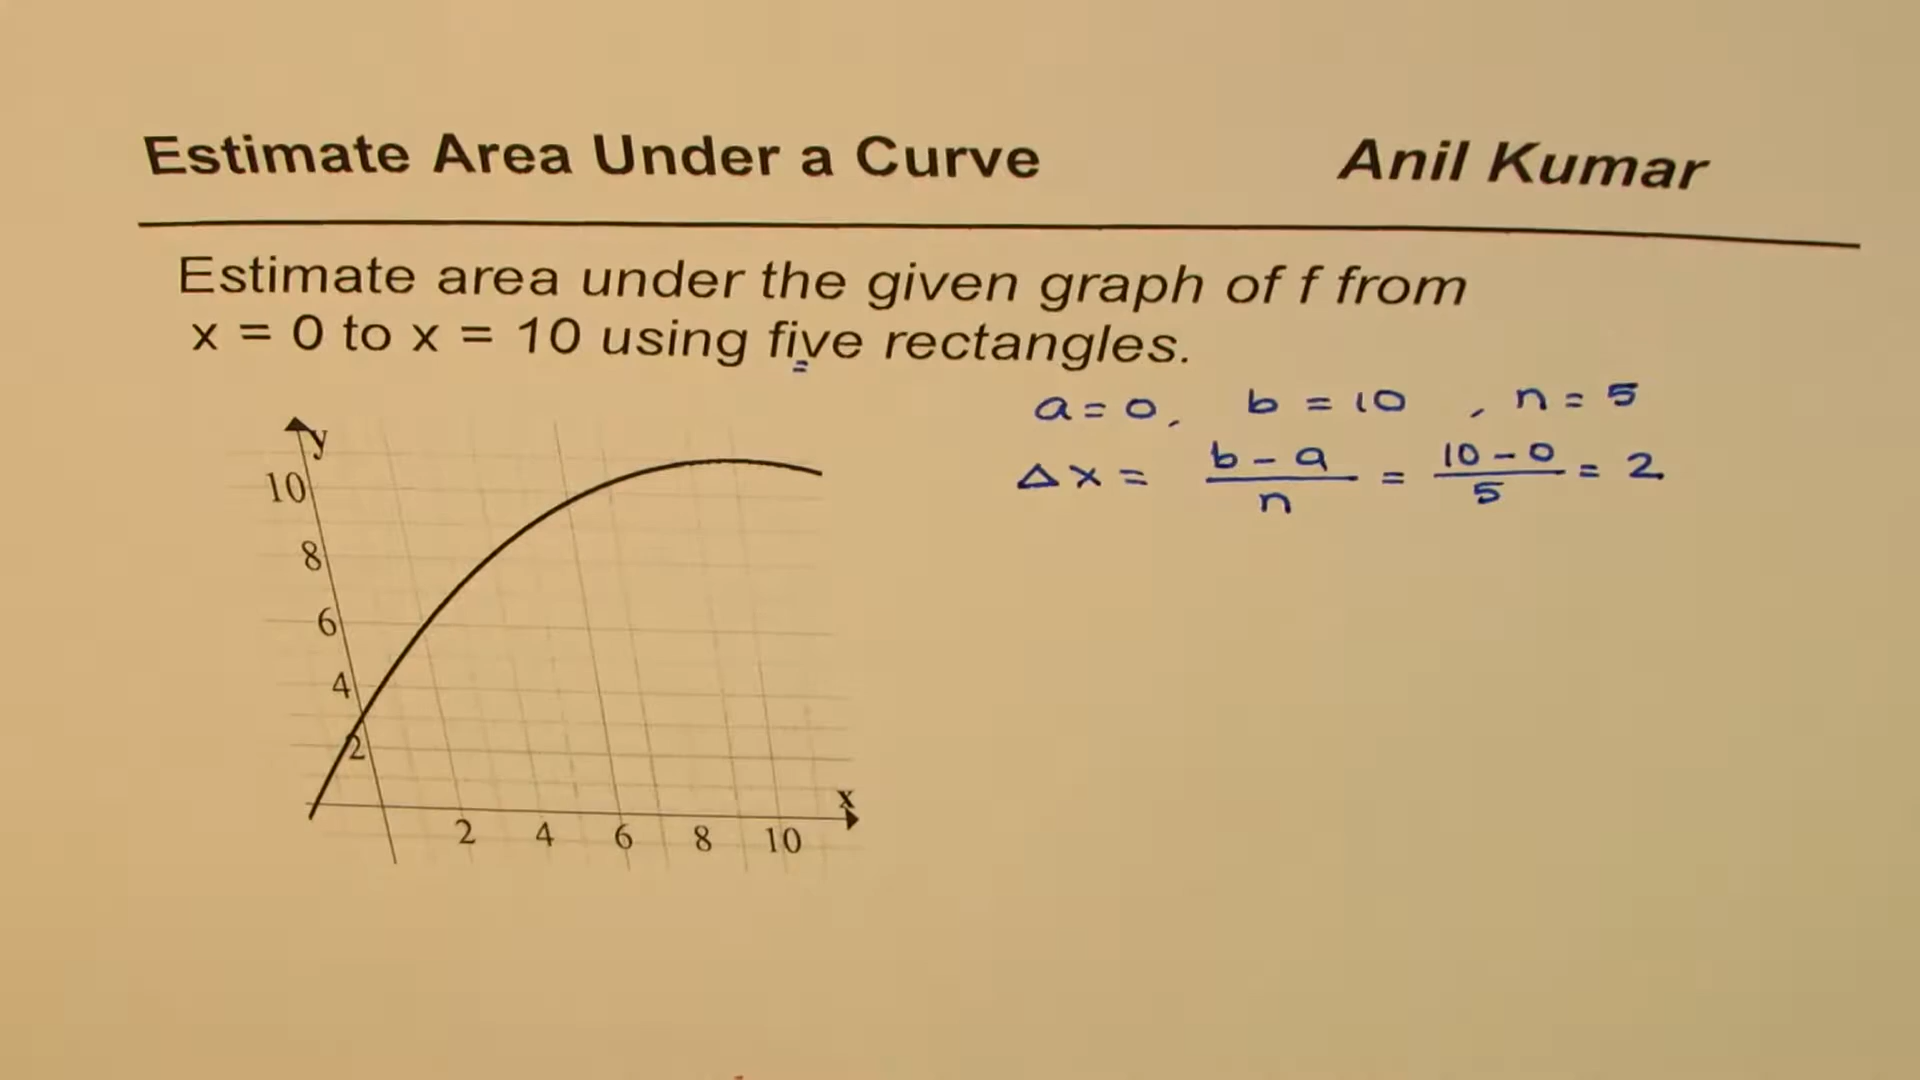 Estimate Area Under a Curve Anil Kumar
Estimate area under the given graph of f from
x = 0 to x = 10 using five rectangles.
a = 0, b = 10, n = 5
Δx = b - a / n = 10 - 0 / 5 = 2
y
10
8
6
4
2
x
2 4 6 8 10